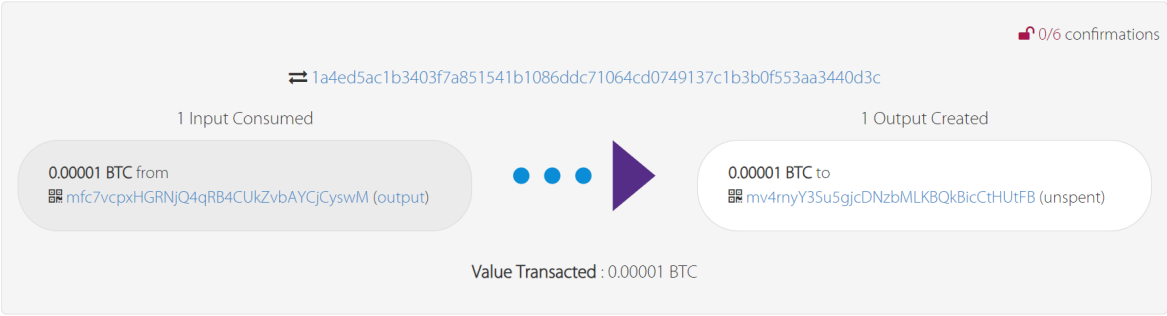 0/6 confirmations
1a4ed5ac1b3403f7a851541b1086ddc71064cd0749137c1b3b0f553aa3440d3c
1 Input Consumed
1 Output Created
0.00001 BTC from
mfc7vcpxHGRNjQ4qRB4CUkZvbAYCjCyswM (output)
0.00001 BTC to
mv4rnyY3Su5gjcDNzbMLKBQkBicCtHUtFB (unspent)
Value Transacted : 0.00001 BTC